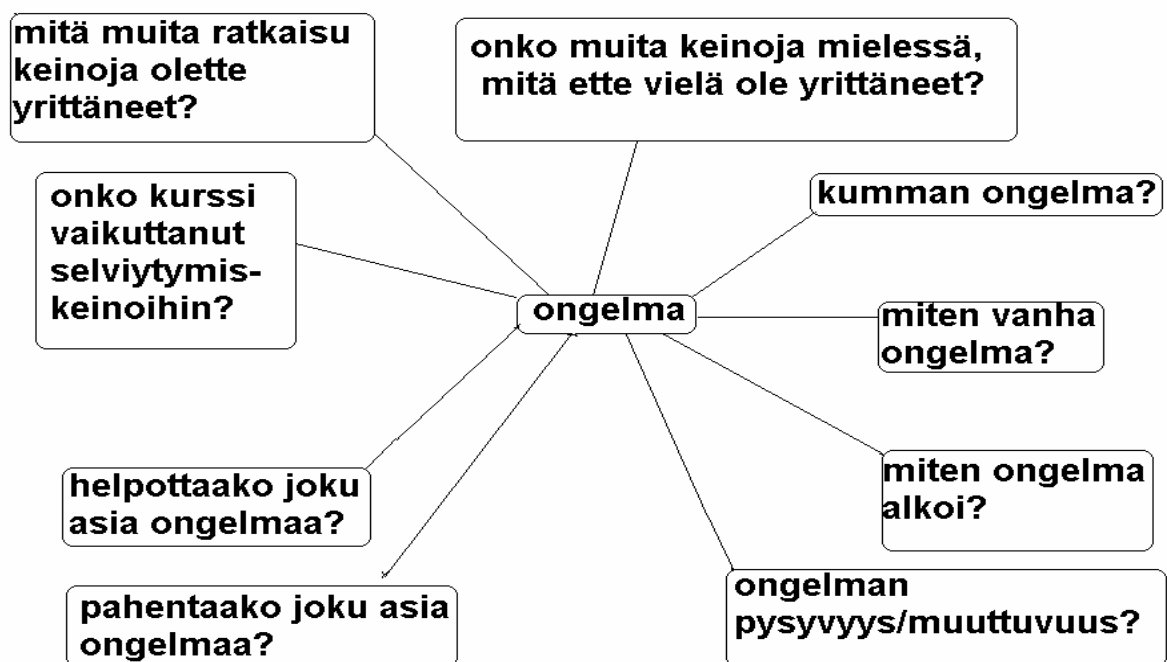 mitä muita ratkaisu
keinoja olette
yrittäneet?
onko muita keinoja mielessä,
mitä ette vielä ole yrittäneet?
onko kurssi
vaikuttanut
selviytymis-
keinoihin?
kumman ongelma?
ongelma
miten vanha
ongelma?
helpottaako joku
asia ongelmaa?
miten ongelma
alkoi?
pahentaako joku asia
ongelmaa?
ongelman
pysyvyys/muuttuvuus?